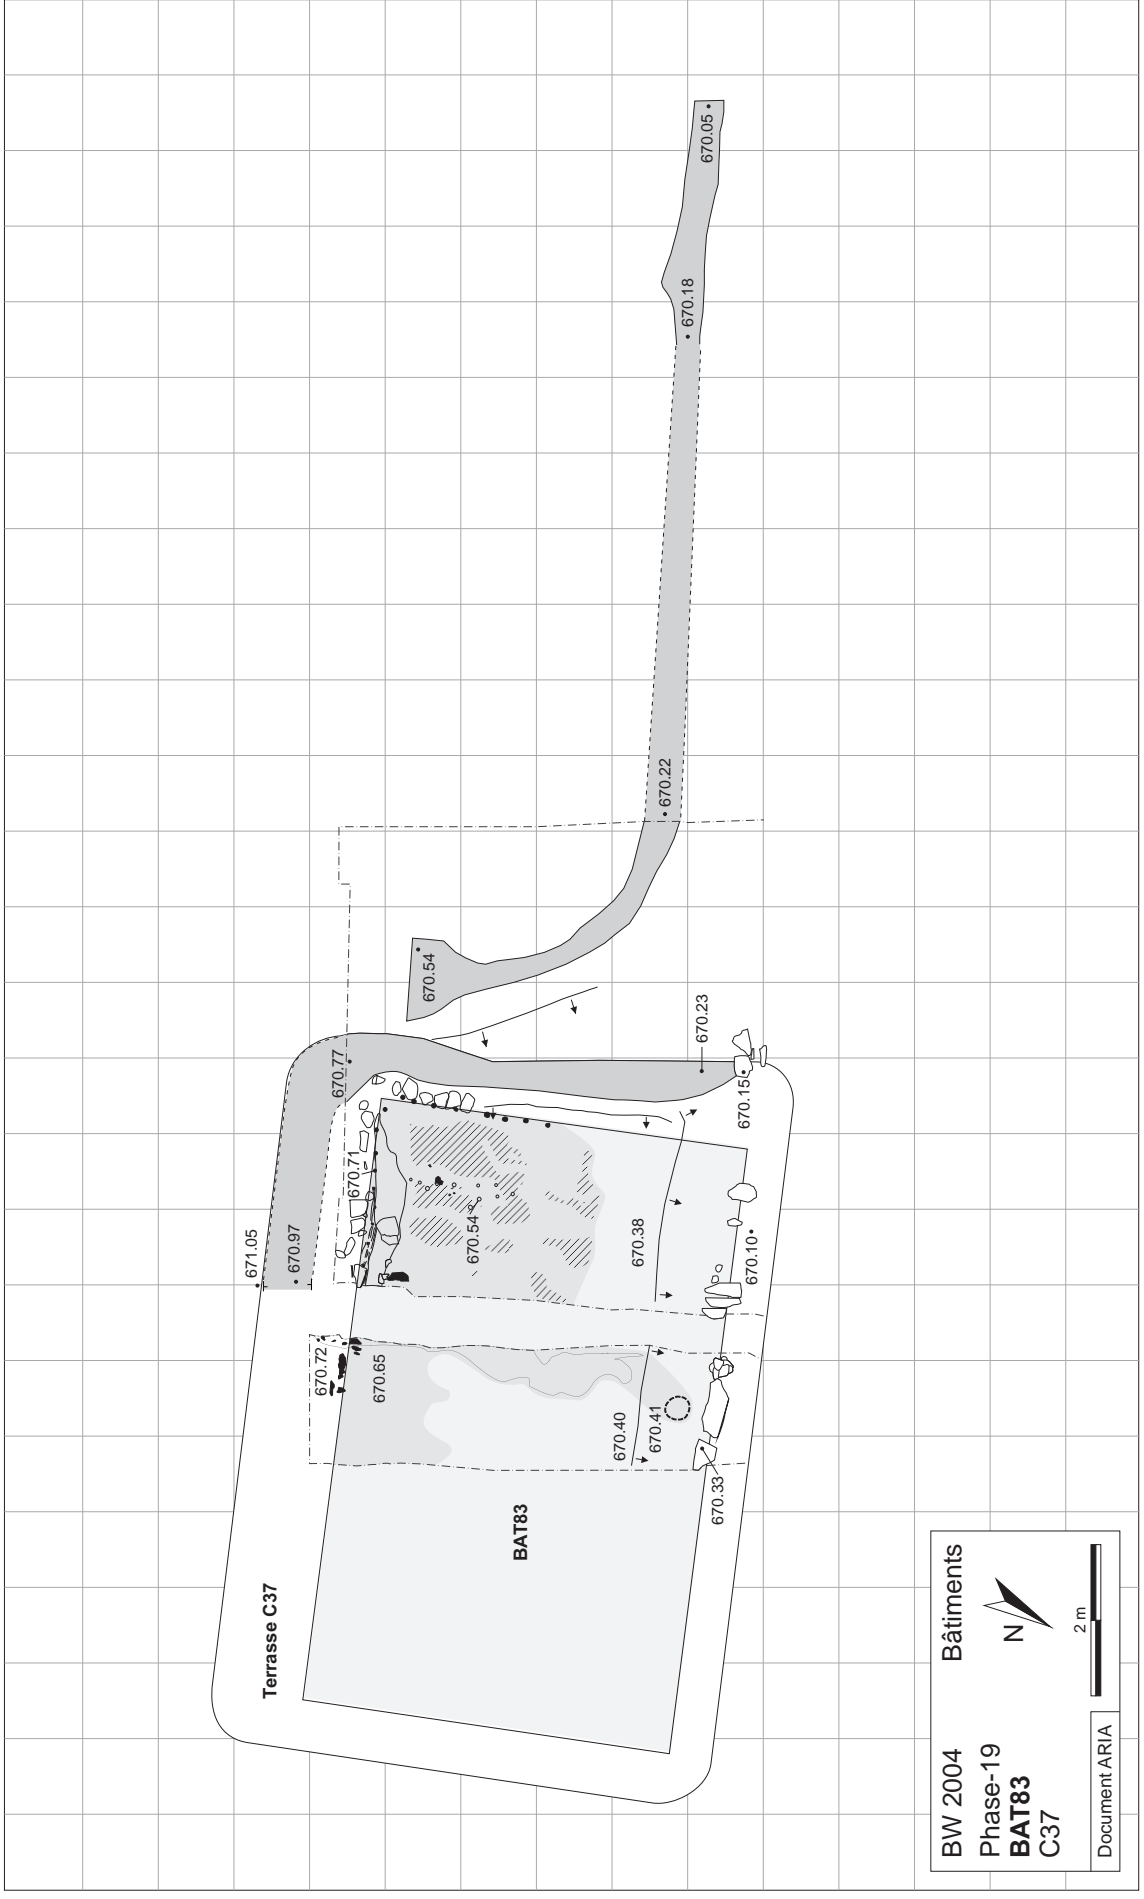 670.05
670.18
670.22
670.54
670.23
670.77
670.15
670.71
671.05
670.97
670.54
670.38
670.10
670.72
670.65
670.40
670.41
670.33
BAT83
Terrasse C37
BW 2004 Bâtiments
Phase-19
BAT83
C37
N
2 m
Document ARIA